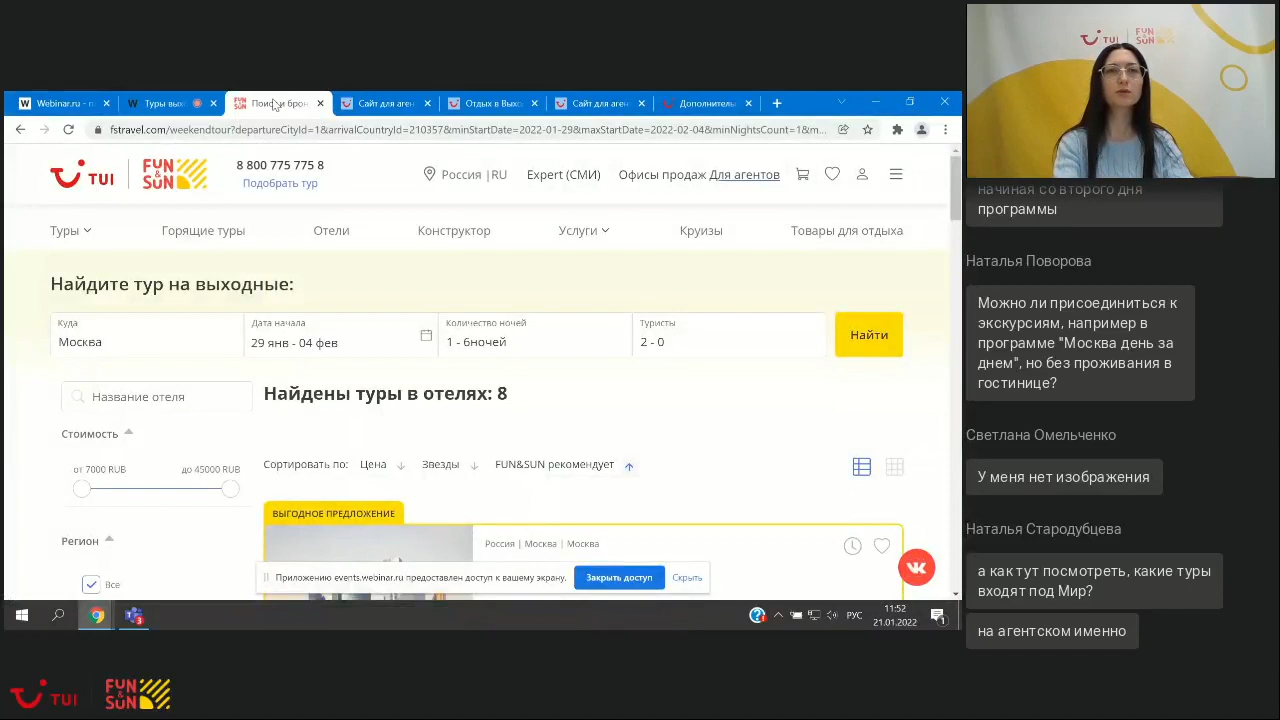 Webinar.ru - п
Туры вых
Поиск и брон
Сайт для аген
Отдых в Выхо
Сайт для аген
Дополнитель
fstravel.com/weekendtour?departureCityId=1&arrivalCountryId=210357&minStartDate=2022-01-29&maxStartDate=2022-02-04&minNightsCount=1&m...
TUI
FUN & SUN
8 800 775 775 8
Подобрать тур
Россия |RU
Expert (СМИ)
Офисы продаж
Для агентов
Туры
Горящие туры
Отели
Конструктор
Услуги
Круизы
Товары для отдыха
Найдите тур на выходные:
Куда
Москва
Дата начала
29 янв - 04 фев
Количество ночей
1 - 6ночей
Туристы
2 - 0
Найти
Название отеля
Найдены туры в отелях: 8
Стоимость
от 7000 RUB
до 45000 RUB
Сортировать по:
Цена
Звезды
FUN&SUN рекомендует
ВЫГОДНОЕ ПРЕДЛОЖЕНИЕ
Регион
Все
Россия | Москва | Москва
Приложению events.webinar.ru предоставлен доступ к вашему экрану.
Закрыть доступ
Скрыть
РУС
11:52
21.01.2022
TUI
FUN & SUN
TUI
FUN & SUN
начиная со второго дня
программы
Наталья Поворова
Можно ли присоединиться к
экскурсиям, например в
программе "Москва день за
днем", но без проживания в
гостинице?
Светлана Омельченко
У меня нет изображения
Наталья Стародубцева
а как тут посмотреть, какие туры
входят под Мир?
на агентском именно